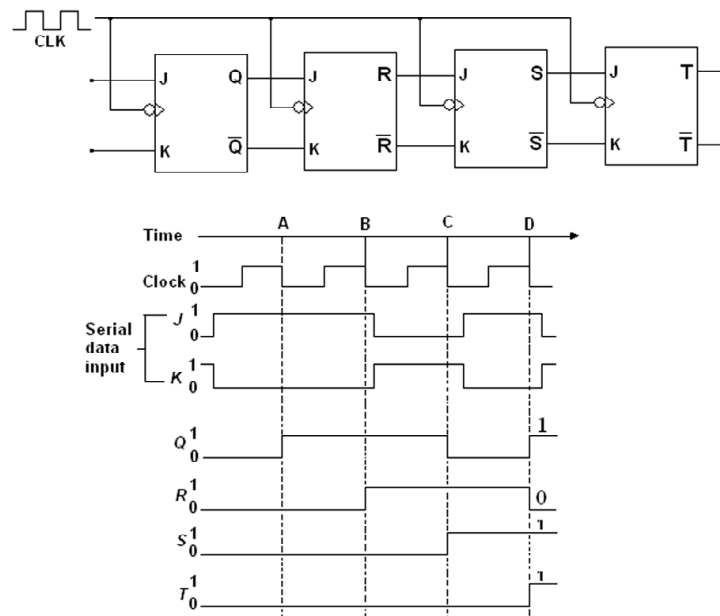 CLK
J Q J R J S J T
K Q̅ K R̅ K S̅ K T̅
A B C D
Time
Clock 1 0
Serial data input
J 1 0
K 1 0
Q 1 0 1
R 1 0 0
S 1 0 1
T 1 0 1